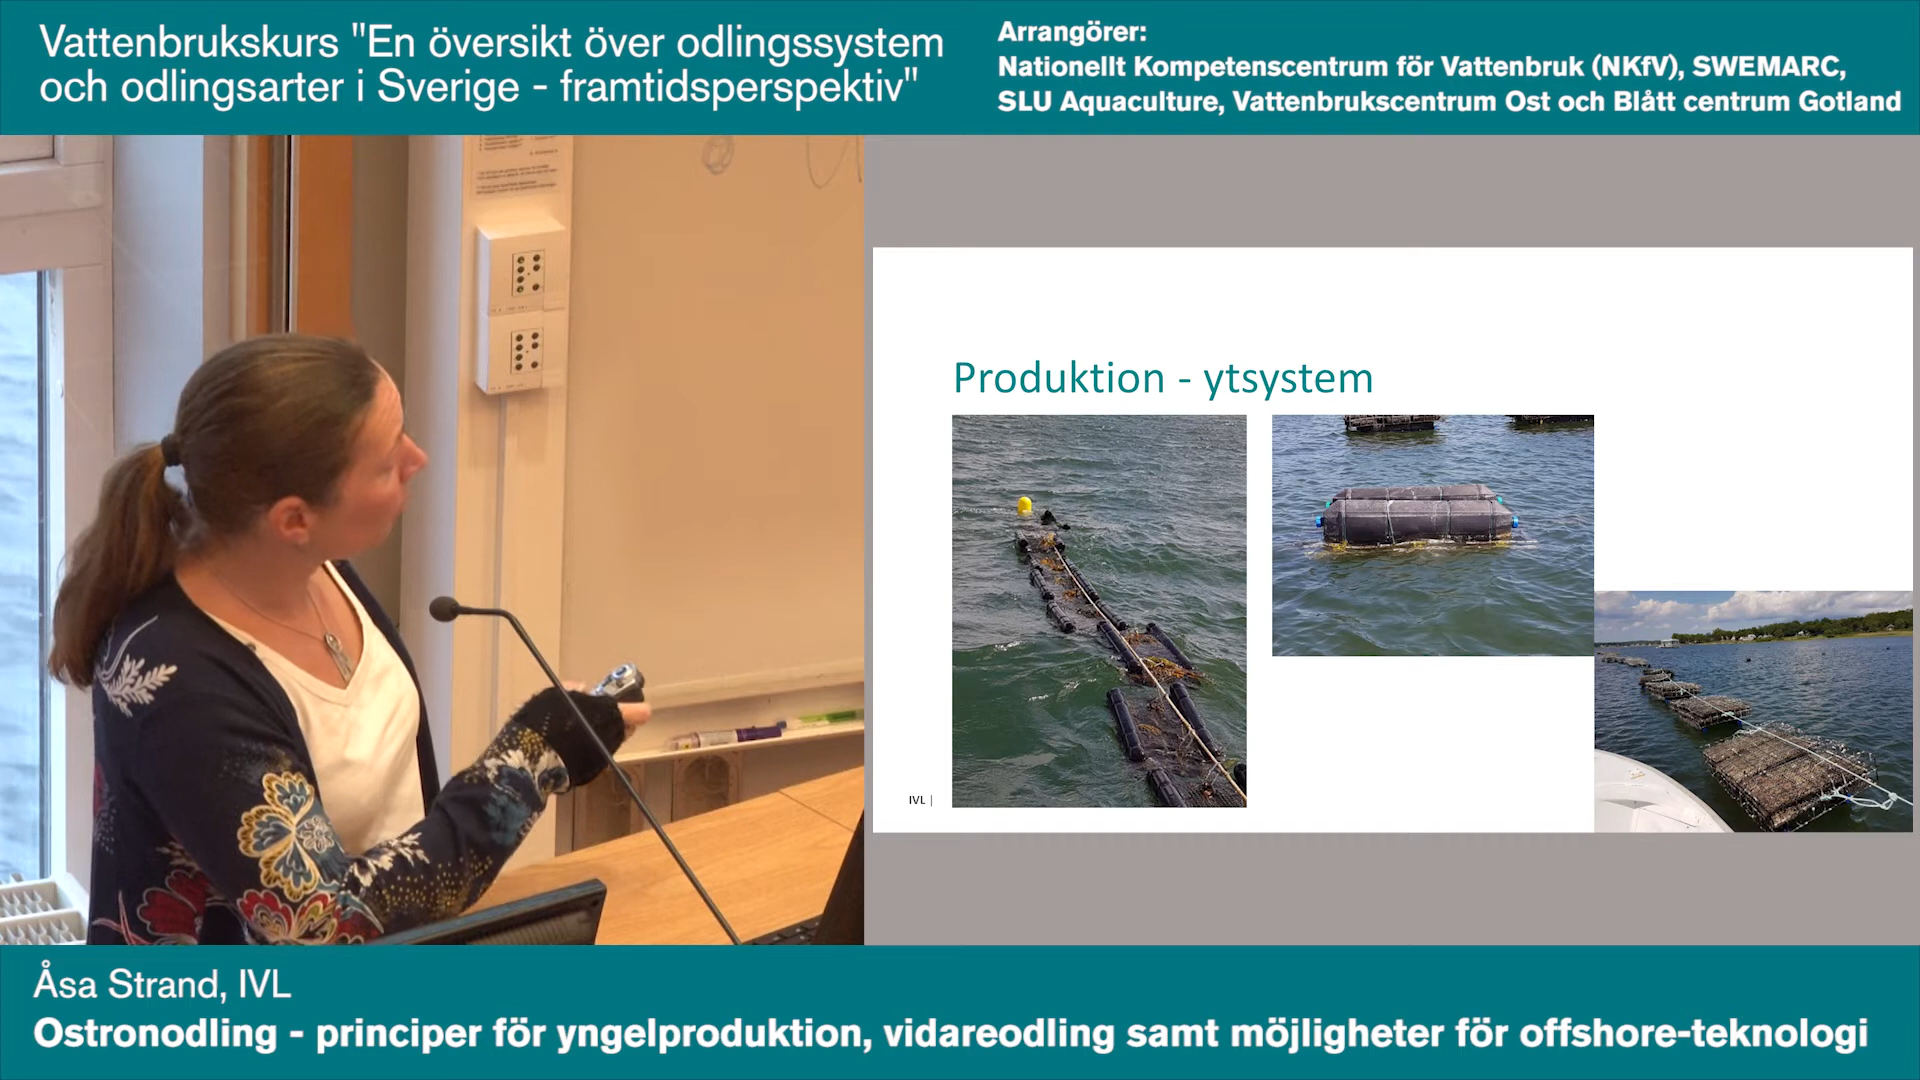 Vattenbrukskurs "En översikt över odlingssystem
och odlingsarter i Sverige - framtidsperspektiv"
Arrangörer:
Nationellt Kompetenscentrum för Vattenbruk (NKfV), SWEMARC,
SLU Aquaculture, Vattenbrukscentrum Ost och Blått centrum Gotland
Produktion - ytsystem
IVL |
Åsa Strand, IVL
Ostronodling - principer för yngelproduktion, vidareodling samt möjligheter för offshore-teknologi